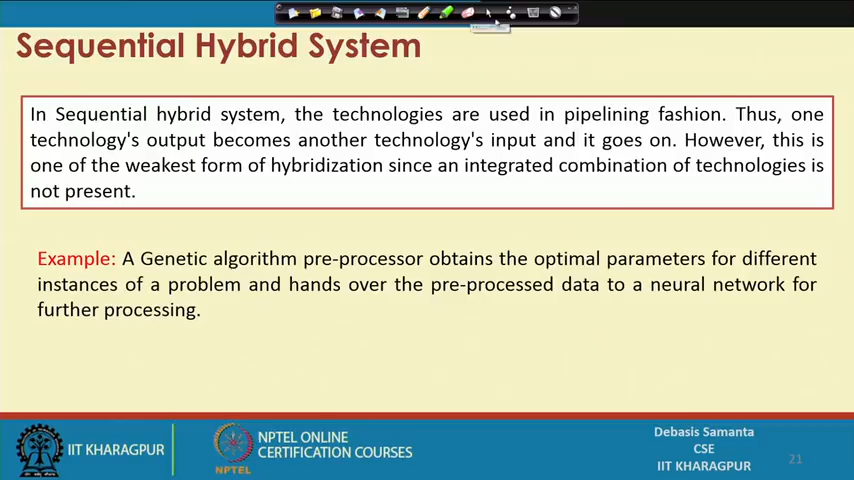 Sequential Hybrid System
In Sequential hybrid system, the technologies are used in pipelining fashion. Thus, one
technology's output becomes another technology's input and it goes on. However, this is
one of the weakest form of hybridization since an integrated combination of technologies is
not present.
Example: A Genetic algorithm pre-processor obtains the optimal parameters for different
instances of a problem and hands over the pre-processed data to a neural network for
further processing.
IIT KHARAGPUR
NPTEL
NPTEL ONLINE
CERTIFICATION COURSES
Debasis Samanta
CSE
IIT KHARAGPUR
21